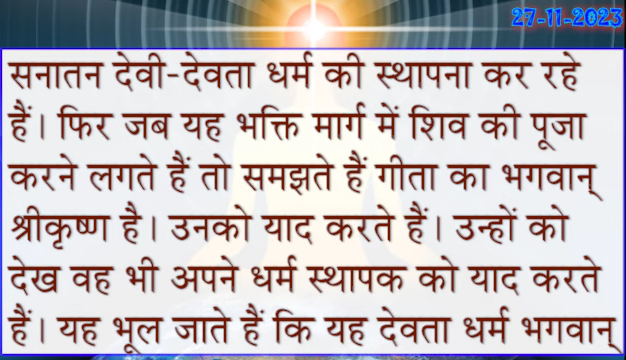 27-11-2023
सनातन देवी-देवता धर्म की स्थापना कर रहे
हैं। फिर जब यह भक्ति मार्ग में शिव की पूजा
करने लगते हैं तो समझते हैं गीता का भगवान्
श्रीकृष्ण है। उनको याद करते हैं। उन्हों को
देख वह भी अपने धर्म स्थापक को याद करते
हैं। यह भूल जाते हैं कि यह देवता धर्म भगवान्